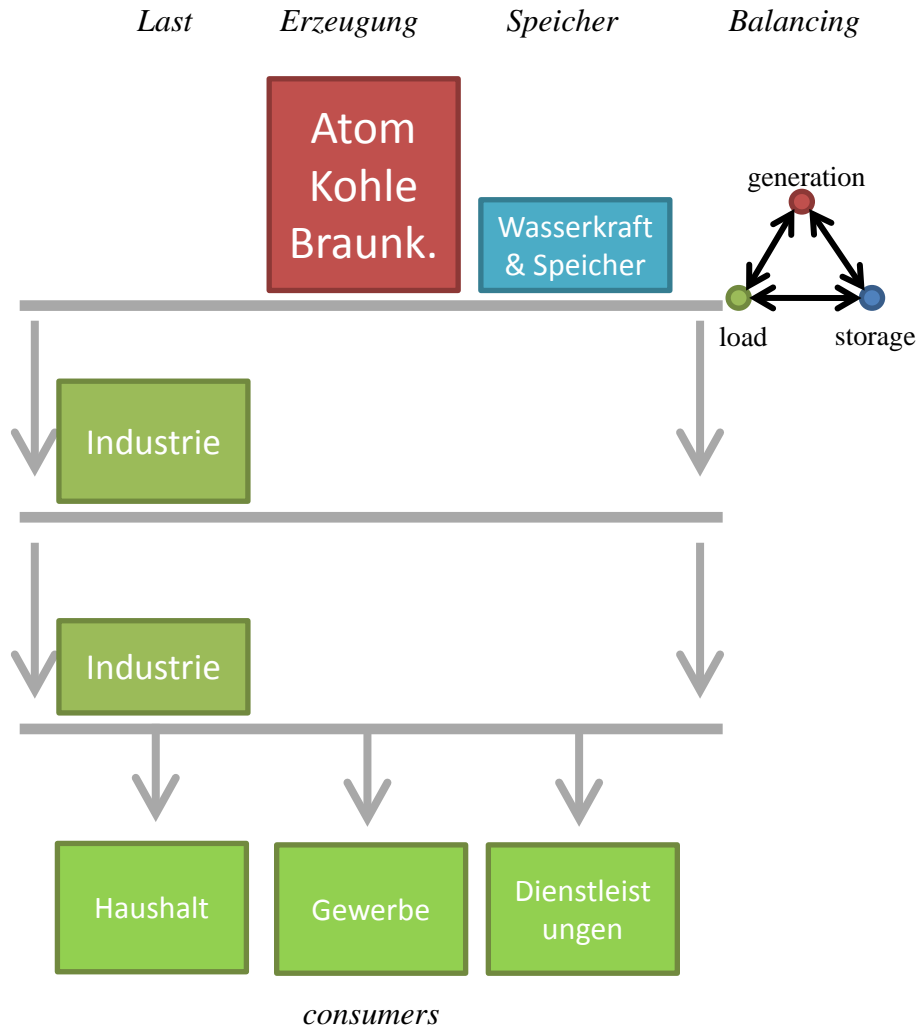 Last Erzeugung Speicher Balancing
Atom
Kohle
Braunk.
Wasserkraft
& Speicher
generation
load storage
Industrie
Industrie
Haushalt
Gewerbe
Dienstleist
ungen
consumers